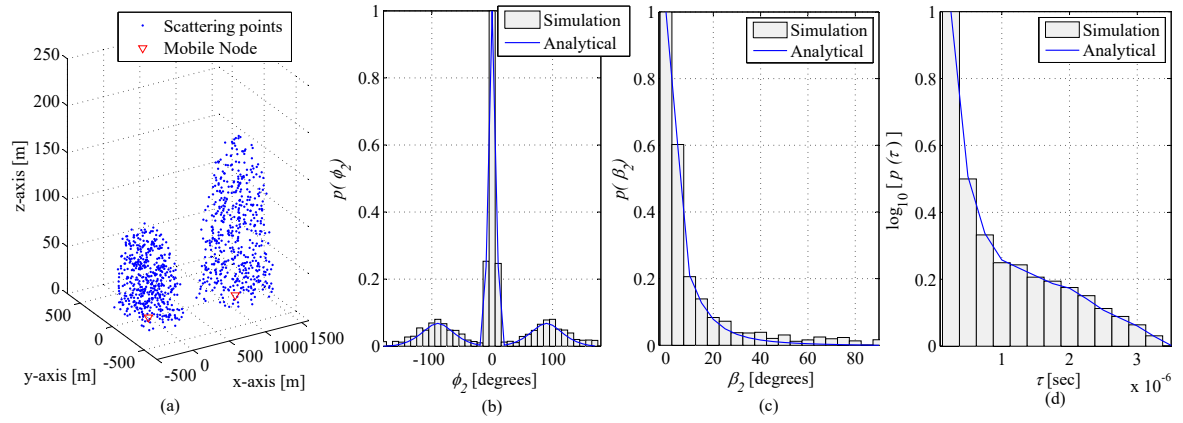 Scattering points
Mobile Node
250
200
150
100
50
0
z-axis [m]
500
0
-500
y-axis [m]
-500
0
500
1000
1500
x-axis [m]
(a)
Simulation
Analytical
1
0.8
0.6
0.4
0.2
0
p( ϕ2)
-100
0
100
ϕ2 [degrees]
(b)
Simulation
Analytical
1
0.8
0.6
0.4
0.2
0
p( β2)
0
20
40
60
80
β2 [degrees]
(c)
Simulation
Analytical
1
0.8
0.6
0.4
0.2
0
log10 [ p (τ) ]
1
2
3
x 10-6
τ [sec]
(d)